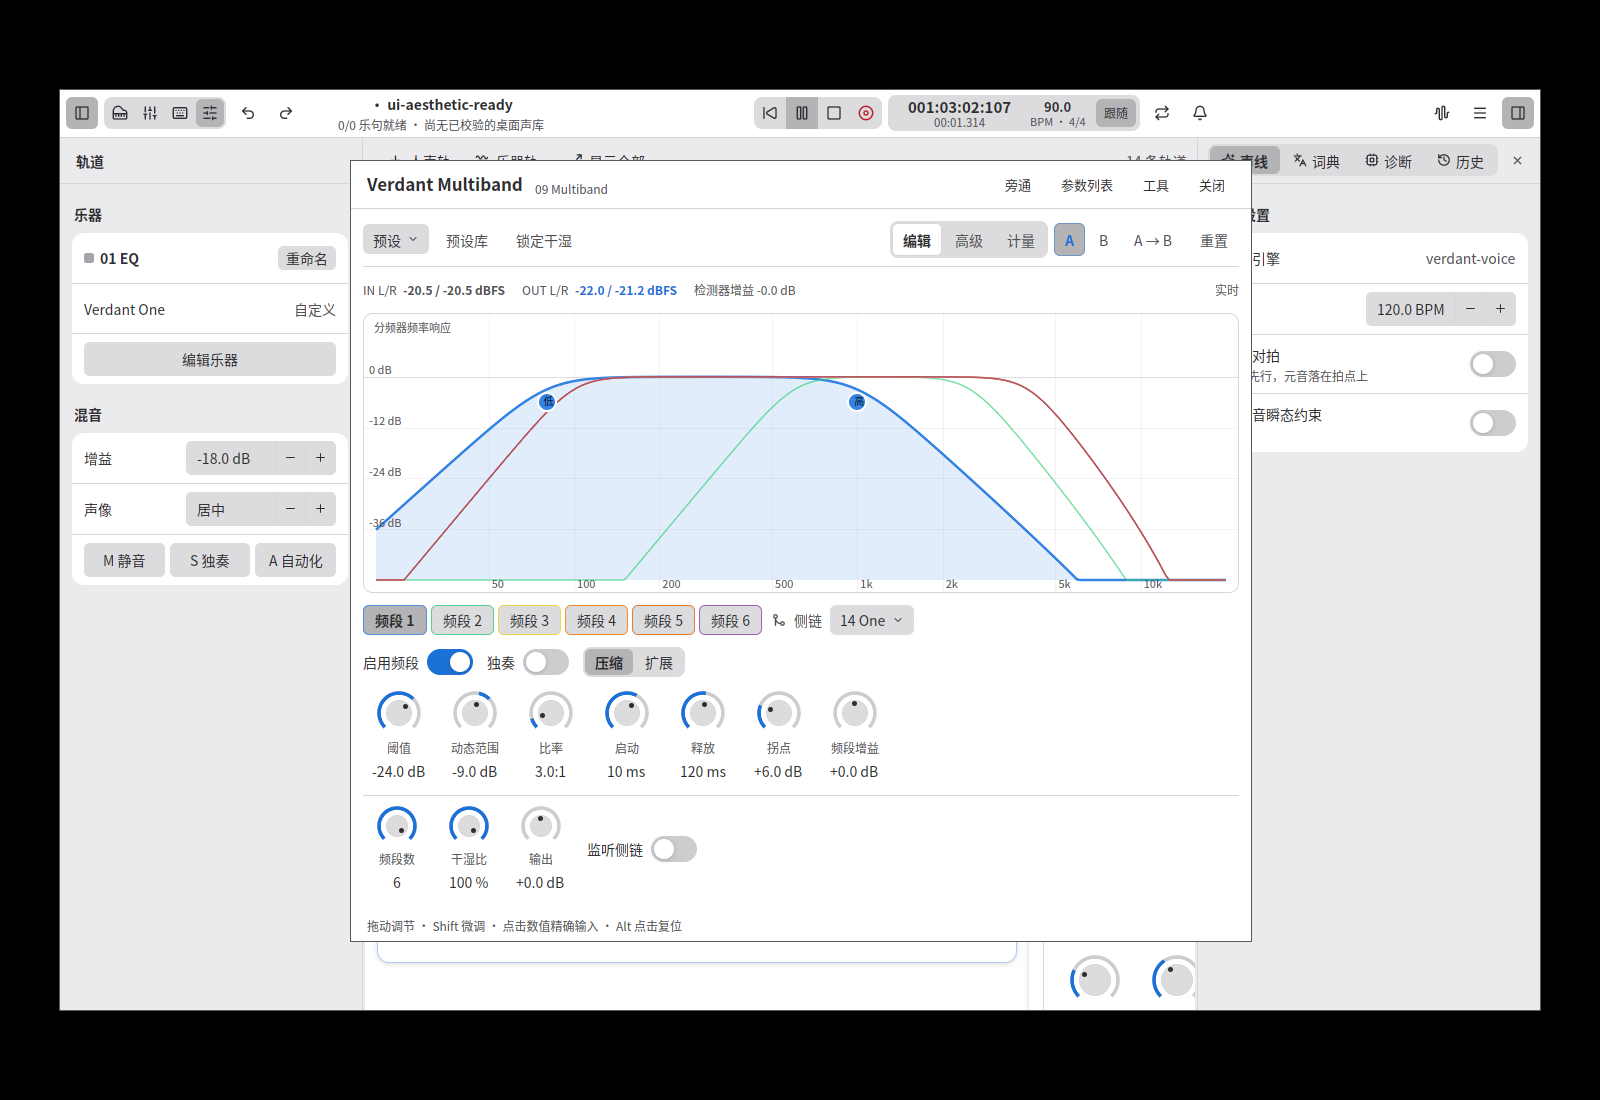 • ui-aesthetic-ready
0/0 乐句就绪 • 尚无已校验的桌面声库
001:03:02:107
00:01.314
90.0
BPM • 4/4
跟随
轨道
14 条轨道
词典
诊断
历史
Verdant Multiband 09 Multiband
旁通
参数列表
工具
关闭
乐器
01 EQ
重命名
Verdant One
自定义
编辑乐器
混音
增益
-18.0 dB
声像
居中
M 静音
S 独奏
A 自动化
预设
预设库
锁定干湿
编辑
高级
计量
A
B
A → B
重置
IN L/R -20.5 / -20.5 dBFS OUT L/R -22.0 / -21.2 dBFS 检测器增益 -0.0 dB
实时
分频器频率响应
0 dB
-12 dB
-24 dB
-36 dB
低
高
50
100
200
500
1k
2k
5k
10k
频段 1
频段 2
频段 3
频段 4
频段 5
频段 6
侧链
14 One
启用频段
独奏
压缩
扩展
阈值
动态范围
比率
启动
释放
拐点
频段增益
-24.0 dB
-9.0 dB
3.0:1
10 ms
120 ms
+6.0 dB
+0.0 dB
频段数
干湿比
输出
监听侧链
6
100 %
+0.0 dB
拖动调节 • Shift 微调 • 点击数值精确输入 • Alt 点击复位
引擎
verdant-voice
120.0 BPM
对拍
先行，元音落在拍点上
音瞬态约束